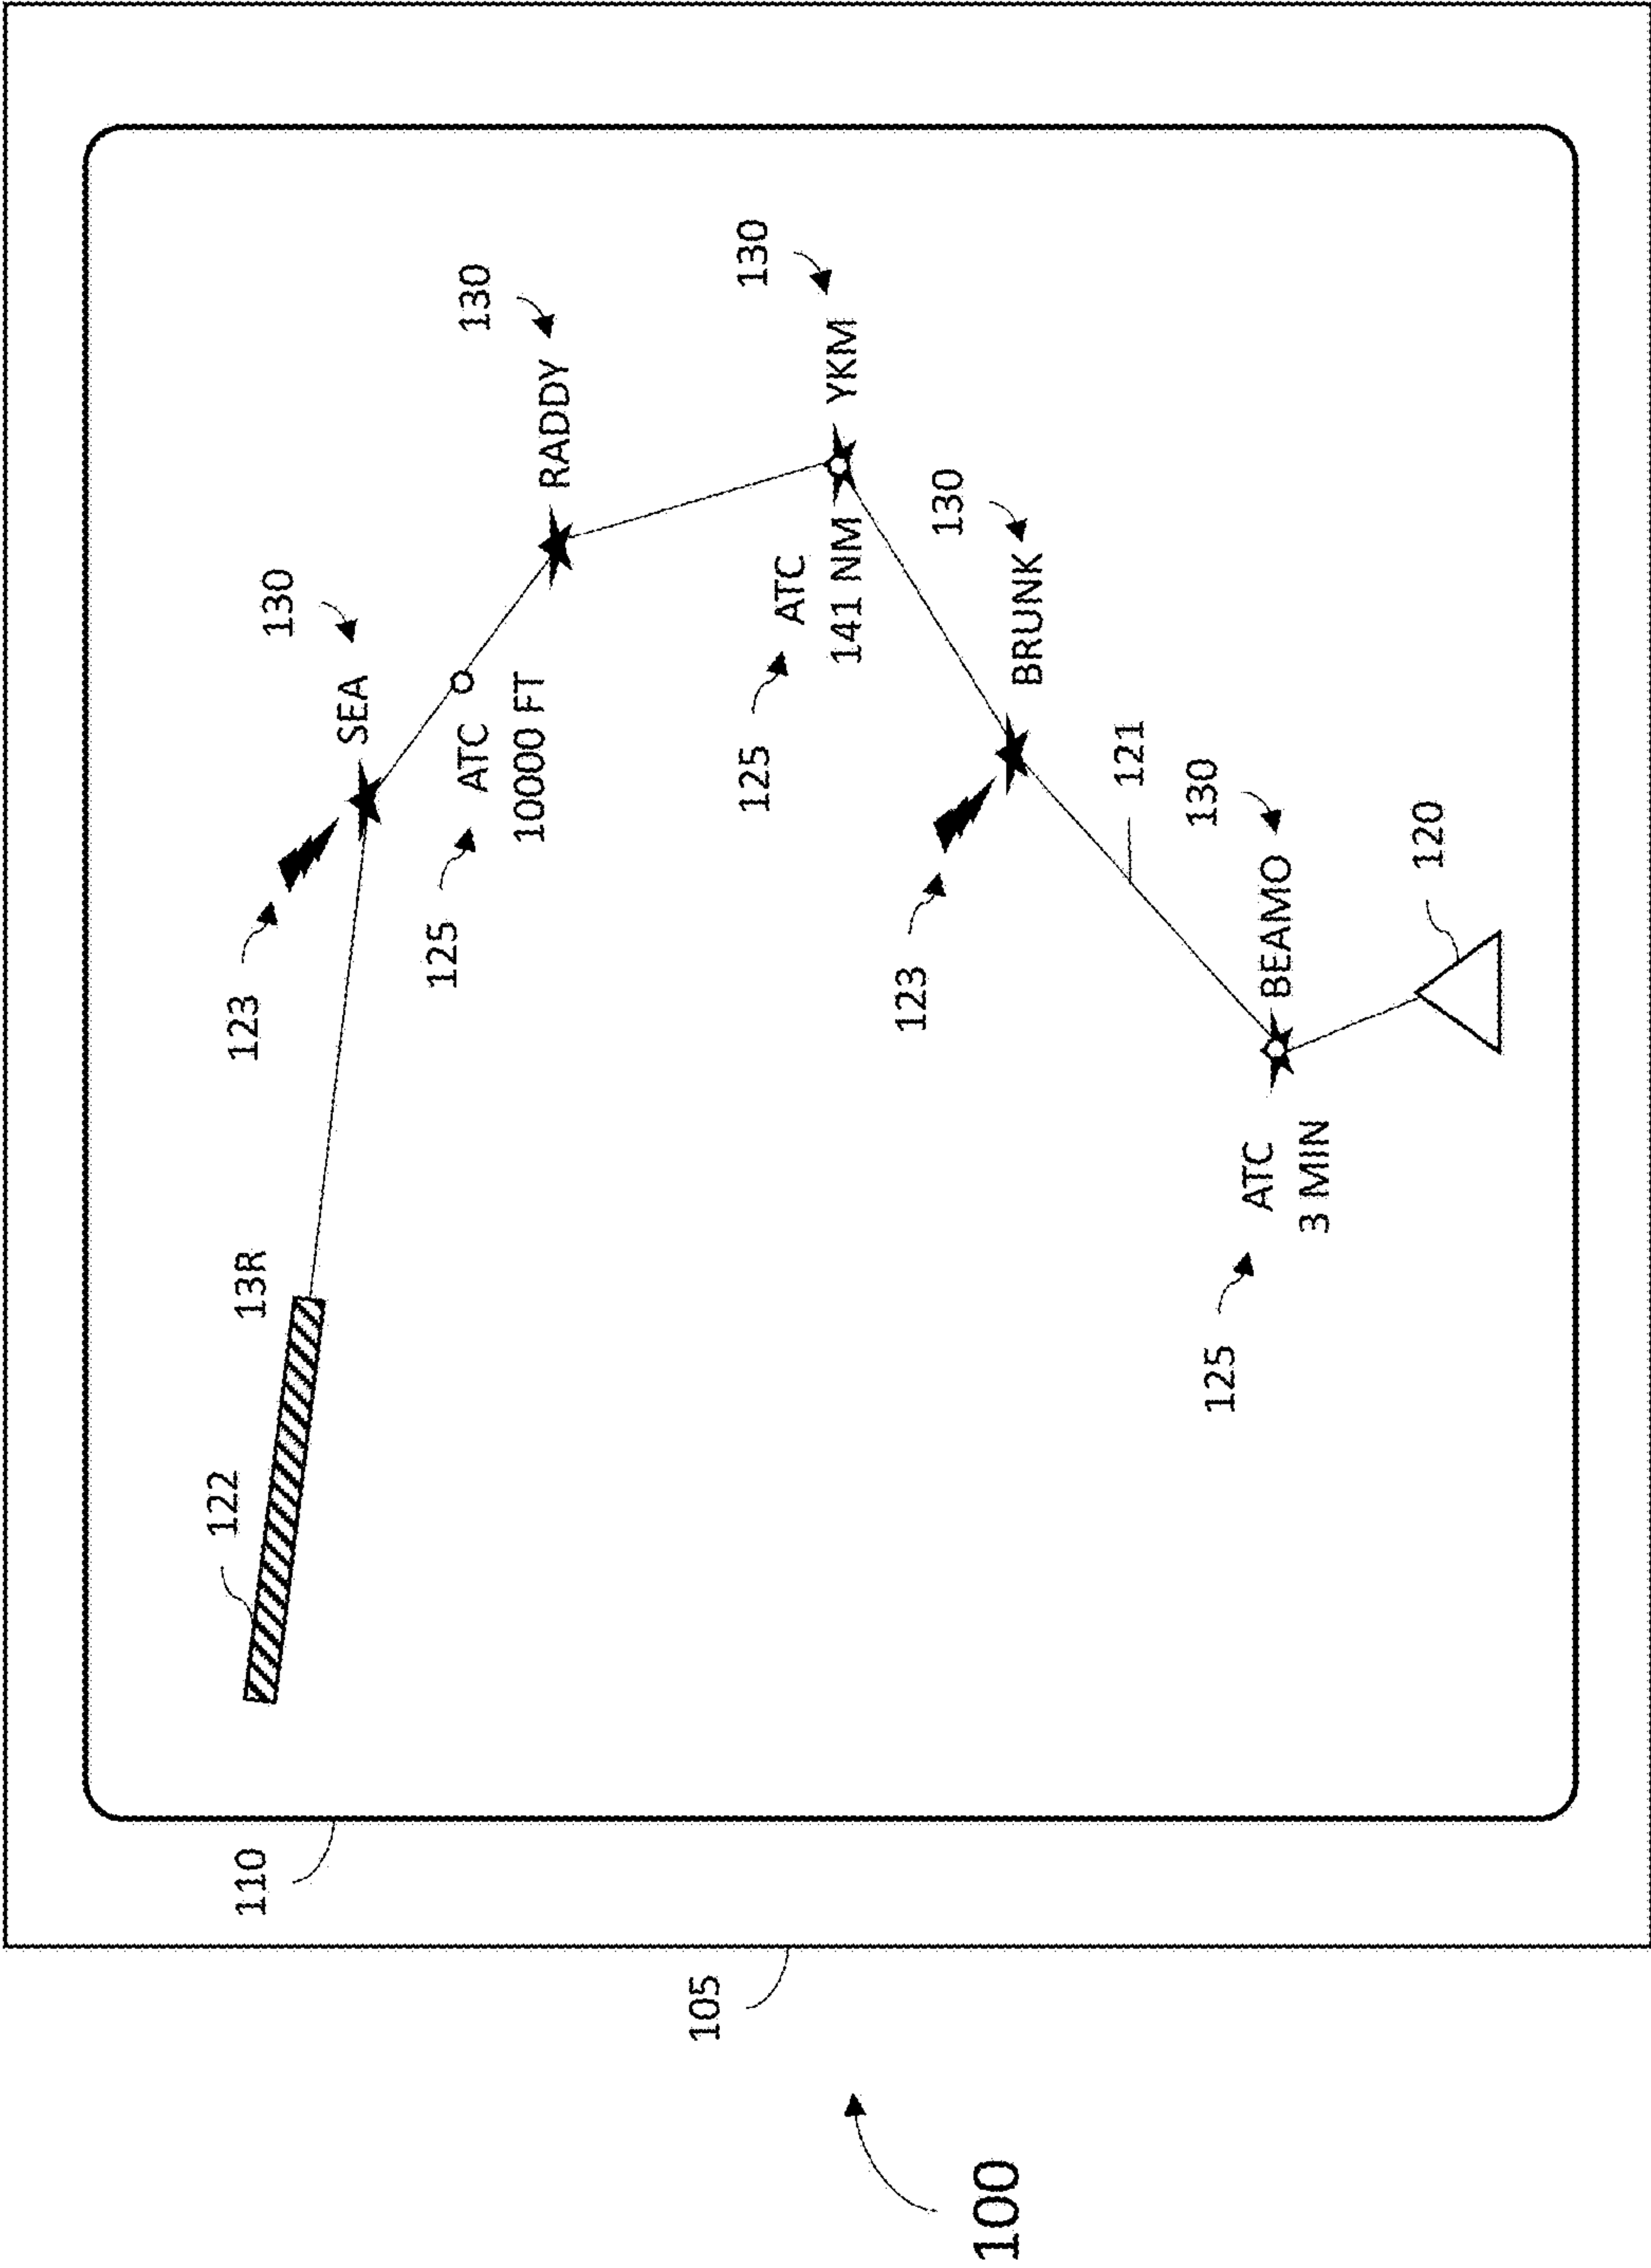 122
110
13R
123
130
SEA
125
ATC
10000 FT
130
RADDY
105
125
ATC
141 NM
130
YKM
123
130
BRUNK
100
121
130
BEAMO
125
ATC
3 MIN
120